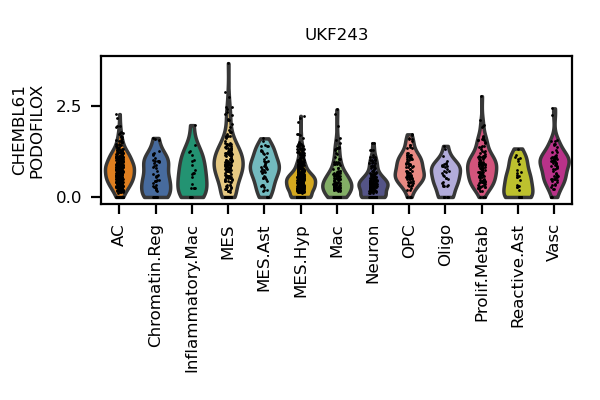 UKF243
CHEMBL61
PODOFILOX
2.5
0.0
AC
Chromatin.Reg
Inflammatory.Mac
MES
MES.Ast
MES.Hyp
Mac
Neuron
OPC
Oligo
Prolif.Metab
Reactive.Ast
Vasc